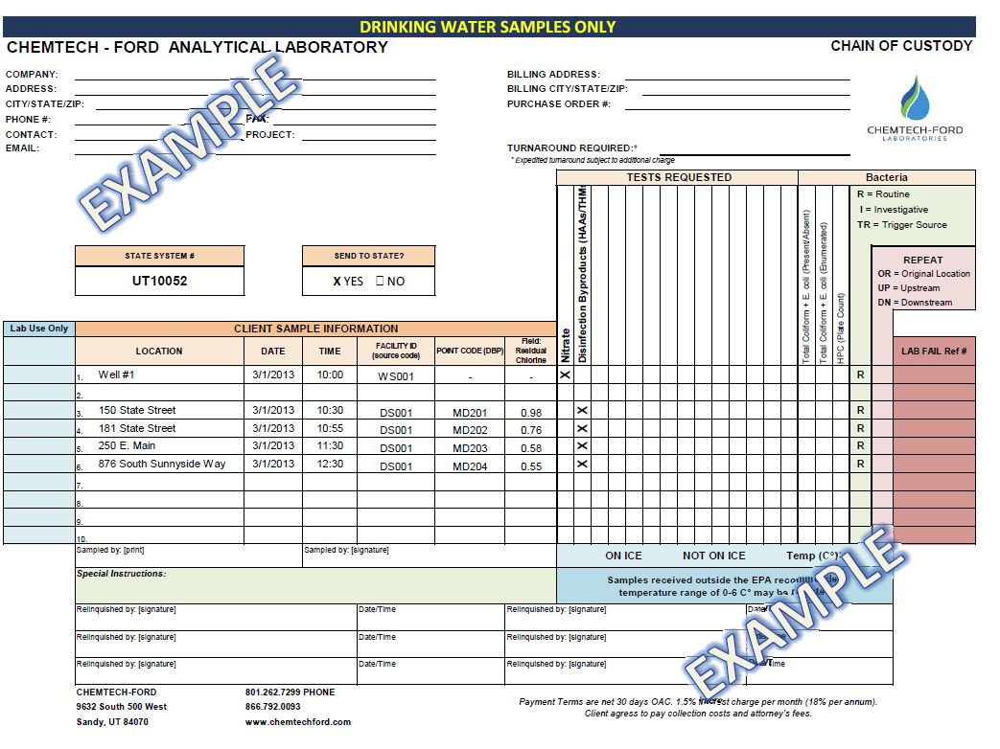 DRINKING WATER SAMPLES ONLY
CHEMTECH - FORD ANALYTICAL LABORATORY
CHAIN OF CUSTODY
COMPANY:
ADDRESS:
CITY/STATE/ZIP:
PHONE #: FAX:
CONTACT: PROJECT:
EMAIL:
EXAMPLE
BILLING ADDRESS:
BILLING CITY/STATE/ZIP:
PURCHASE ORDER #:
TURNAROUND REQUIRED:*
* Expedited turnaround subject to additional charge
CHEMTECH-FORD
LABORATORIES
STATE SYSTEM #
UT10052
SEND TO STATE?
X YES ☐ NO
TESTS REQUESTED
Bacteria
Nitrate
Disinfection Byproducts (HAAs/THMs
Total Coliform + E. coli (Present/Absent)
Total Coliform + E. coli (Enumerated)
HPC (Plate Count)
R = Routine
I = Investigative
TR = Trigger Source
REPEAT
OR = Original Location
UP = Upstream
DN = Downstream
Lab Use Only
CLIENT SAMPLE INFORMATION
LOCATION DATE TIME FACILITY ID (source code) POINT CODE (DBP) Field: Residual Chlorine LAB FAIL Ref #
1. Well #1 3/1/2013 10:00 WS001 - - X R
2.
3. 150 State Street 3/1/2013 10:30 DS001 MD201 0.98 X R
4. 181 State Street 3/1/2013 10:55 DS001 MD202 0.76 X R
5. 250 E. Main 3/1/2013 11:30 DS001 MD203 0.58 X R
6. 876 South Sunnyside Way 3/1/2013 12:30 DS001 MD204 0.55 X R
7.
8.
9.
10.
Sampled by: [print] Sampled by: [signature]
ON ICE NOT ON ICE Temp (C°):
Special Instructions:
Samples received outside the EPA
temperature range of 0-6 C° may be
Relinquished by: [signature] Date/Time Relinquished by: [signature]
Relinquished by: [signature] Date/Time Relinquished by: [signature]
Relinquished by: [signature] Date/Time Relinquished by: [signature]
EXAMPLE
CHEMTECH-FORD 801.262.7299 PHONE
9632 South 500 West 866.792.0093
Sandy, UT 84070 www.chemtechford.com
Payment Terms are net 30 days OAC. 1.5% interest charge per month (18% per annum).
Client agress to pay collection costs and attorney's fees.